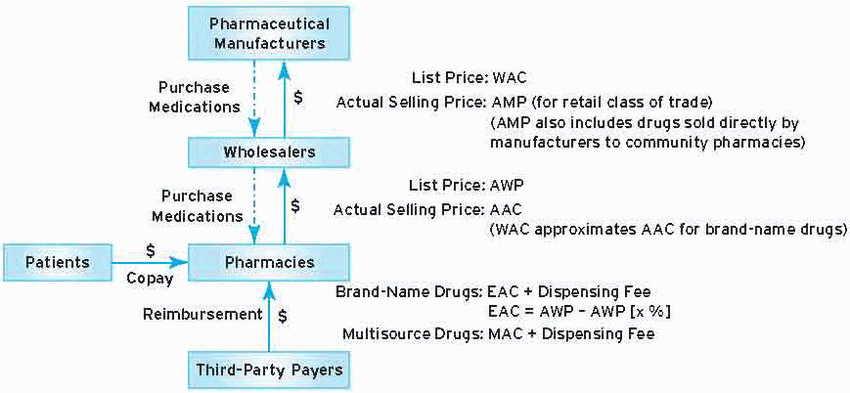 Pharmaceutical
Manufacturers
Purchase
Medications
$
List Price: WAC
Actual Selling Price: AMP (for retail class of trade)
(AMP also includes drugs sold directly by
manufacturers to community pharmacies)
Wholesalers
Purchase
Medications
$
List Price: AWP
Actual Selling Price: AAC
(WAC approximates AAC for brand-name drugs)
Patients
$
Copay
Pharmacies
Reimbursement
$
Brand-Name Drugs: EAC + Dispensing Fee
EAC = AWP – AWP [x %]
Multisource Drugs: MAC + Dispensing Fee
Third-Party Payers